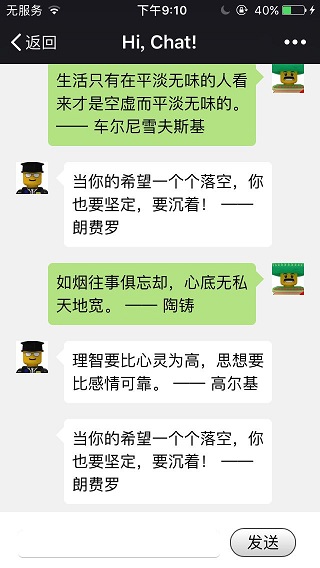 无服务 下午9:10 40%
返回 Hi, Chat!
生活只有在平淡无味的人看
来才是空虚而平淡无味的。
—— 车尔尼雪夫斯基
当你的希望一个个落空，你
也要坚定，要沉着！ ——
朗费罗
如烟往事俱忘却，心底无私
天地宽。 —— 陶铸
理智要比心灵为高，思想要
比感情可靠。 —— 高尔基
当你的希望一个个落空，你
也要坚定，要沉着！ ——
朗费罗
发送